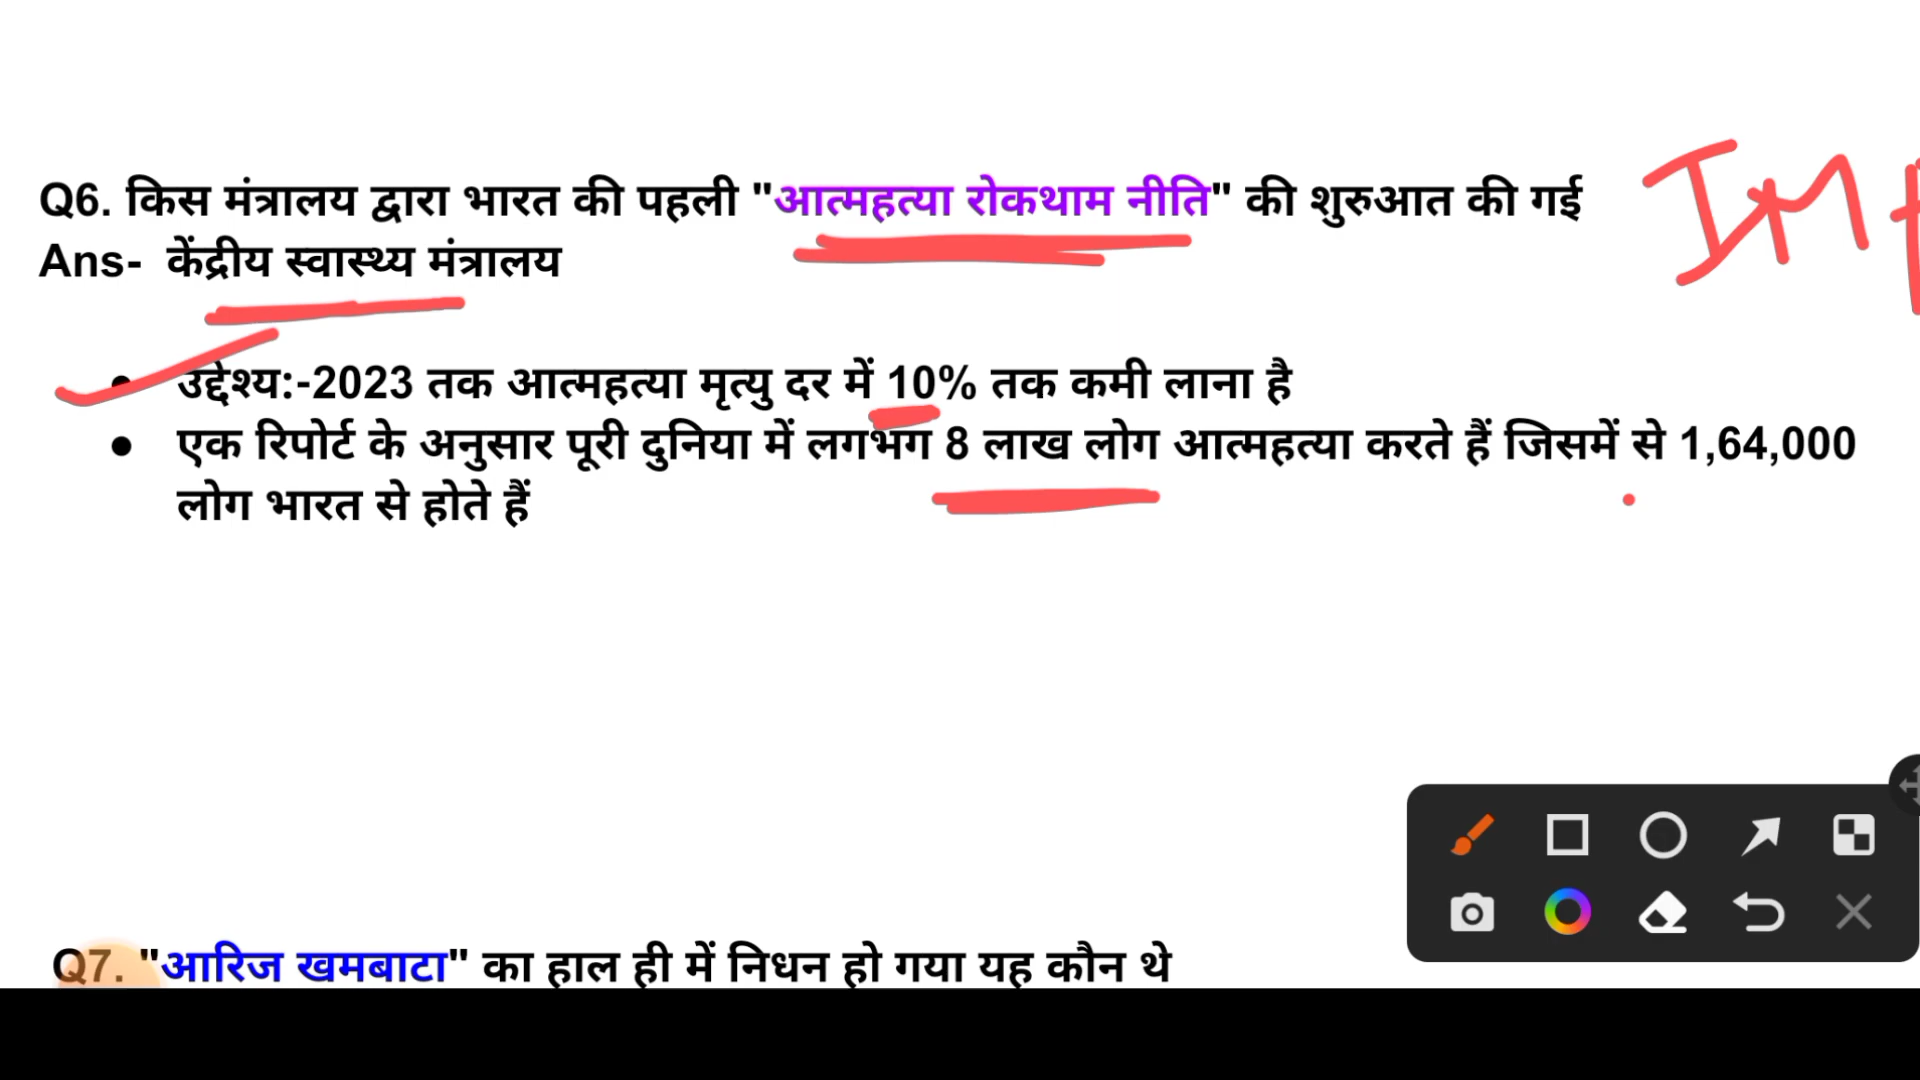 Q6. किस मंत्रालय द्वारा भारत की पहली "आत्महत्या रोकथाम नीति" की शुरुआत की गई
IMP
Ans- केंद्रीय स्वास्थ्य मंत्रालय
● उद्देश्य:-2023 तक आत्महत्या मृत्यु दर में 10% तक कमी लाना है
● एक रिपोर्ट के अनुसार पूरी दुनिया में लगभग 8 लाख लोग आत्महत्या करते हैं जिसमें से 1,64,000
लोग भारत से होते हैं
Q7. "आरिज खमबाटा" का हाल ही में निधन हो गया यह कौन थे